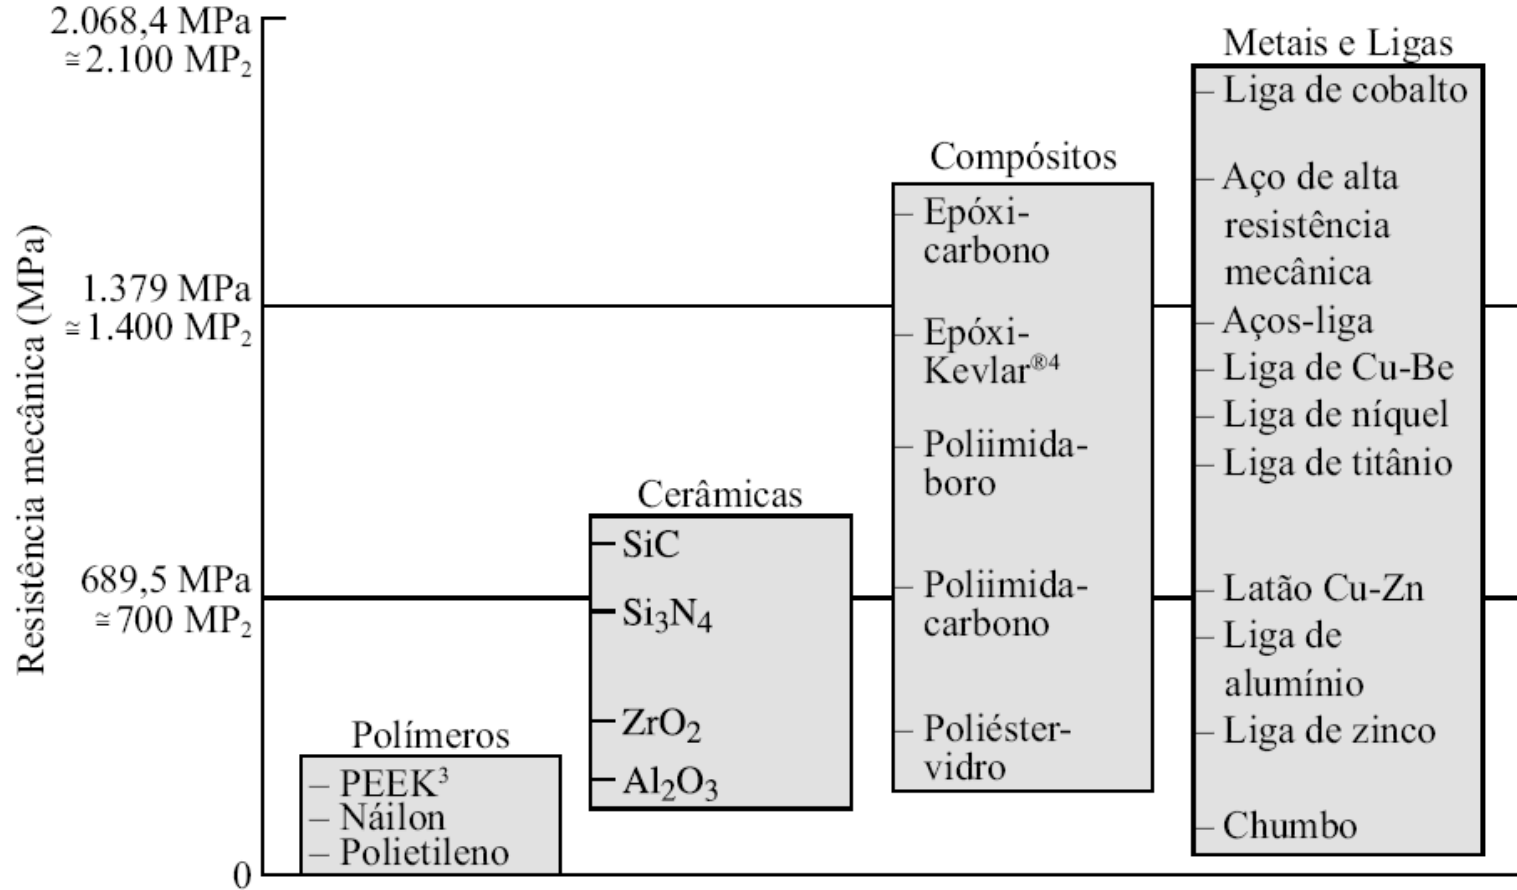 Resistência mecânica (MPa)
2.068,4 MPa
≅ 2.100 MP₂
1.379 MPa
≅ 1.400 MP₂
689,5 MPa
≅ 700 MP₂
0
Polímeros
– PEEK³
– Náilon
– Polietileno
Cerâmicas
SiC
Si₃N₄
ZrO₂
Al₂O₃
Compósitos
Epóxi-
carbono
Epóxi-
Kevlar®⁴
Poliimida-
boro
Poliimida-
carbono
Poliéster-
vidro
Metais e Ligas
Liga de cobalto
Aço de alta
resistência
mecânica
Aços-liga
Liga de Cu-Be
Liga de níquel
Liga de titânio
Latão Cu-Zn
Liga de
alumínio
Liga de zinco
Chumbo